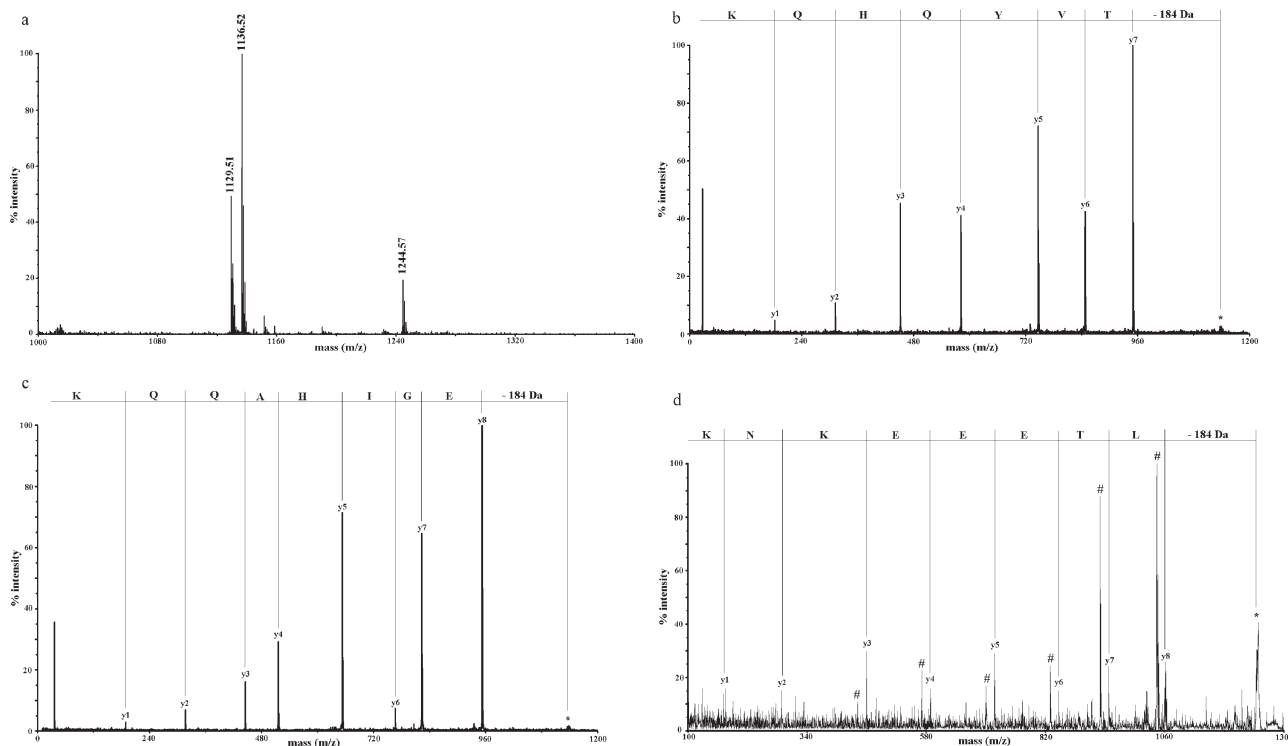 a
1136.52
1129.51
1244.57
100
80
60
40
20
0
% intensity
1000 1080 1160 1240 1320 1400
mass (m/z)
b
K Q H Q Y V T - 184 Da
100
80
60
40
20
0
% intensity
y1 y2 y3 y4 y5 y6 y7 *
0 240 480 720 960 1200
mass (m/z)
c
K Q Q A H I G E - 184 Da
100
80
60
40
20
0
% intensity
y1 y2 y3 y4 y5 y6 y7 y8 *
0 240 480 720 960 1200
mass (m/z)
d
K N K E E E T L - 184 Da
100
80
60
40
20
0
% intensity
y1 y2 # y3 # y4 # y5 # y6 # y7 # y8 *
100 340 580 820 1060
mass (m/z)